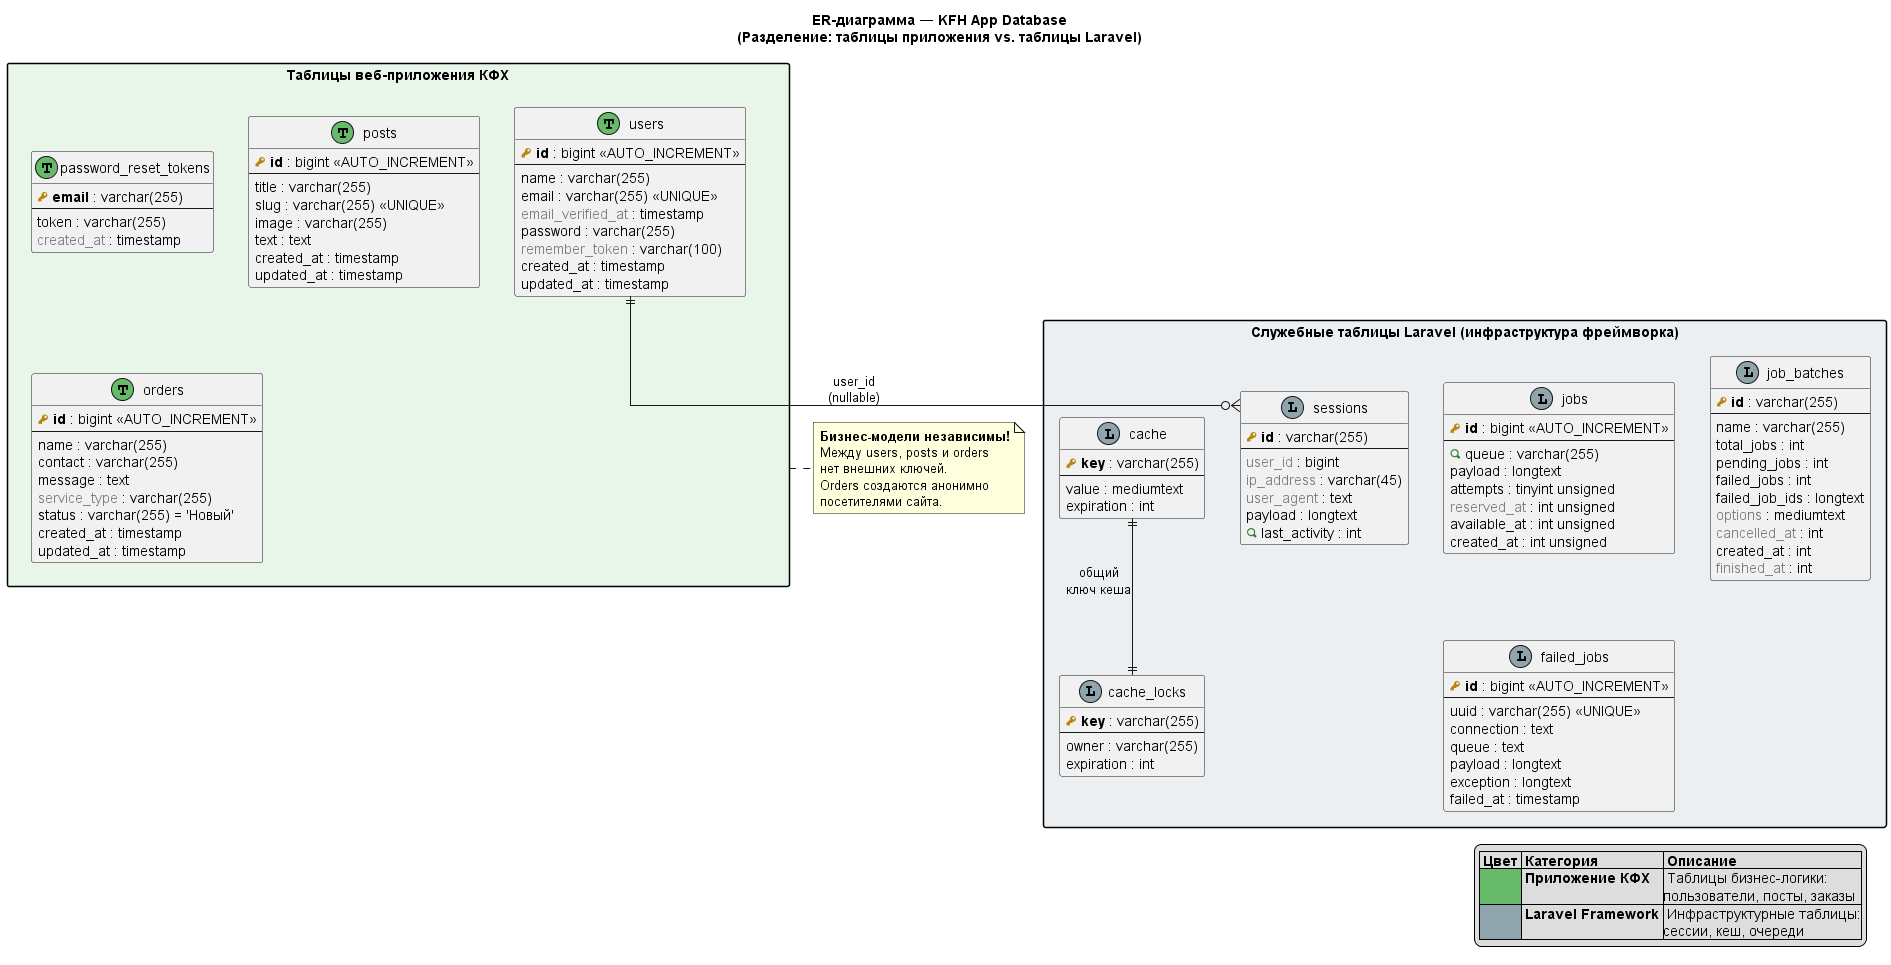 ER-диаграмма — KFH App Database
(Разделение: таблицы приложения vs. таблицы Laravel)
Таблицы веб-приложения КФХ
T password_reset_tokens
email : varchar(255)
token : varchar(255)
created_at : timestamp
T posts
id : bigint «AUTO_INCREMENT»
title : varchar(255)
slug : varchar(255) «UNIQUE»
image : varchar(255)
text : text
created_at : timestamp
updated_at : timestamp
T users
id : bigint «AUTO_INCREMENT»
name : varchar(255)
email : varchar(255) «UNIQUE»
email_verified_at : timestamp
password : varchar(255)
remember_token : varchar(100)
created_at : timestamp
updated_at : timestamp
T orders
id : bigint «AUTO_INCREMENT»
name : varchar(255)
contact : varchar(255)
message : text
service_type : varchar(255)
status : varchar(255) = 'Новый'
created_at : timestamp
updated_at : timestamp
user_id
(nullable)
Бизнес-модели независимы!
Между users, posts и orders
нет внешних ключей.
Orders создаются анонимно
посетителями сайта.
Служебные таблицы Laravel (инфраструктура фреймворка)
L cache
key : varchar(255)
value : mediumtext
expiration : int
L sessions
id : varchar(255)
user_id : bigint
ip_address : varchar(45)
user_agent : text
payload : longtext
last_activity : int
L jobs
id : bigint «AUTO_INCREMENT»
queue : varchar(255)
payload : longtext
attempts : tinyint unsigned
reserved_at : int unsigned
available_at : int unsigned
created_at : int unsigned
L job_batches
id : varchar(255)
name : varchar(255)
total_jobs : int
pending_jobs : int
failed_jobs : int
failed_job_ids : longtext
options : mediumtext
cancelled_at : int
created_at : int
finished_at : int
общий
ключ кеша
L cache_locks
key : varchar(255)
owner : varchar(255)
expiration : int
L failed_jobs
id : bigint «AUTO_INCREMENT»
uuid : varchar(255) «UNIQUE»
connection : text
queue : text
payload : longtext
exception : longtext
failed_at : timestamp
Цвет Категория Описание
Приложение КФХ Таблицы бизнес-логики:
пользователи, посты, заказы
Laravel Framework Инфраструктурные таблицы:
сессии, кеш, очереди